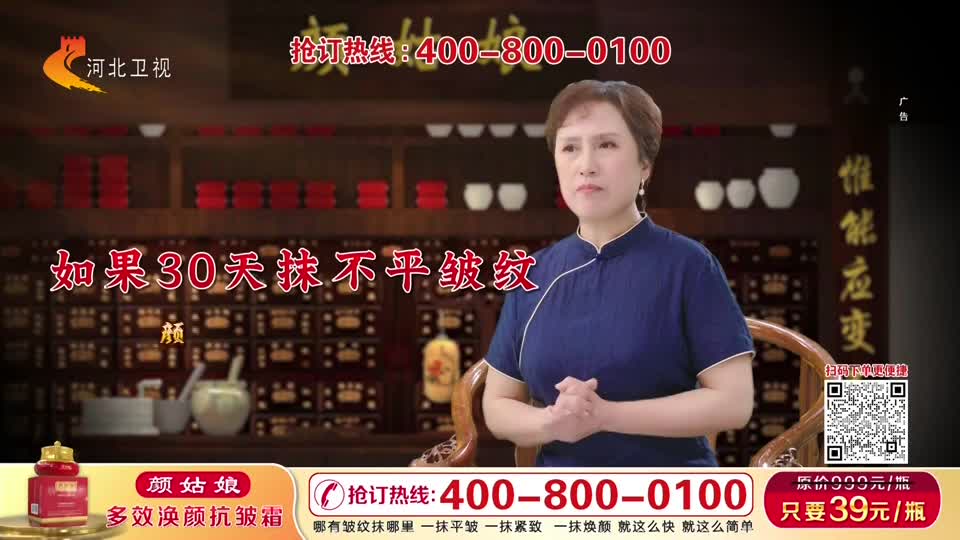 河北卫视
抢订热线：400-800-0100
颜姑娘
广告
惟能应变
如果30天抹不平皱纹
颜
扫码下单更便捷
颜姑娘
多效焕颜抗皱霜
抢订热线：400-800-0100
哪有皱纹抹哪里 一抹平皱 一抹紧致 一抹焕颜 就这么快 就这么简单
原价999元/瓶
只要39元/瓶